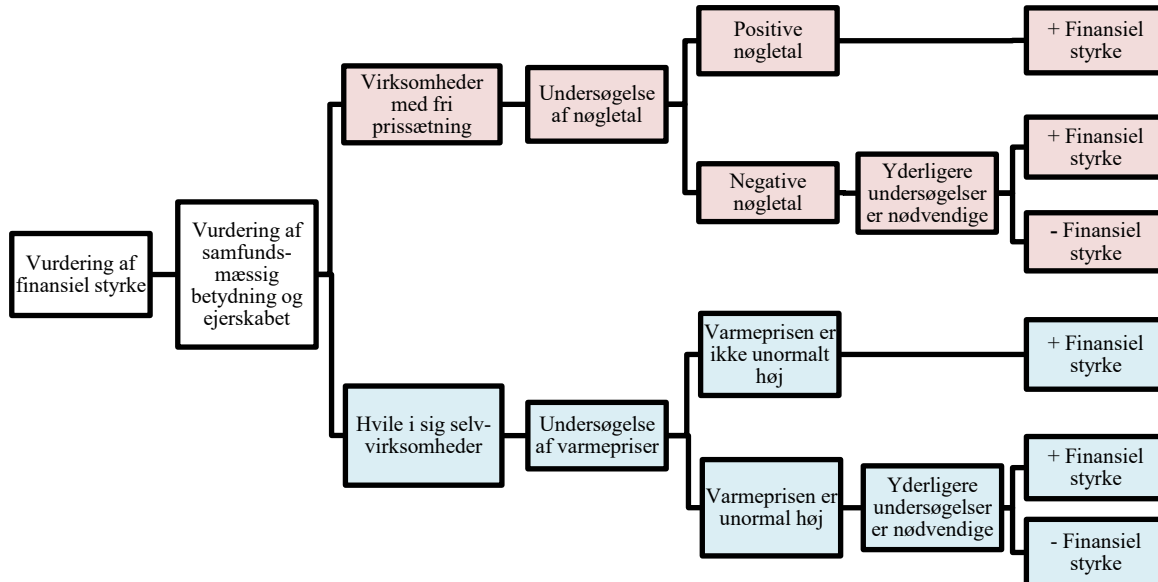 Vurdering af
finansiel styrke
Vurdering af
samfunds-
mæssig
betydning og
ejerskabet
Virksomheder
med fri
prissætning
Undersøgelse
af nøgletal
Positive
nøgletal
+ Finansiel
styrke
Negative
nøgletal
Yderligere
undersøgelser
er nødvendige
+ Finansiel
styrke
- Finansiel
styrke
Hvile i sig selv-
virksomheder
Undersøgelse
af varmepriser
Varmeprisen er
ikke unormalt
høj
+ Finansiel
styrke
Varmeprisen er
unormal høj
Yderligere
undersøgelser
er nødvendige
+ Finansiel
styrke
- Finansiel
styrke